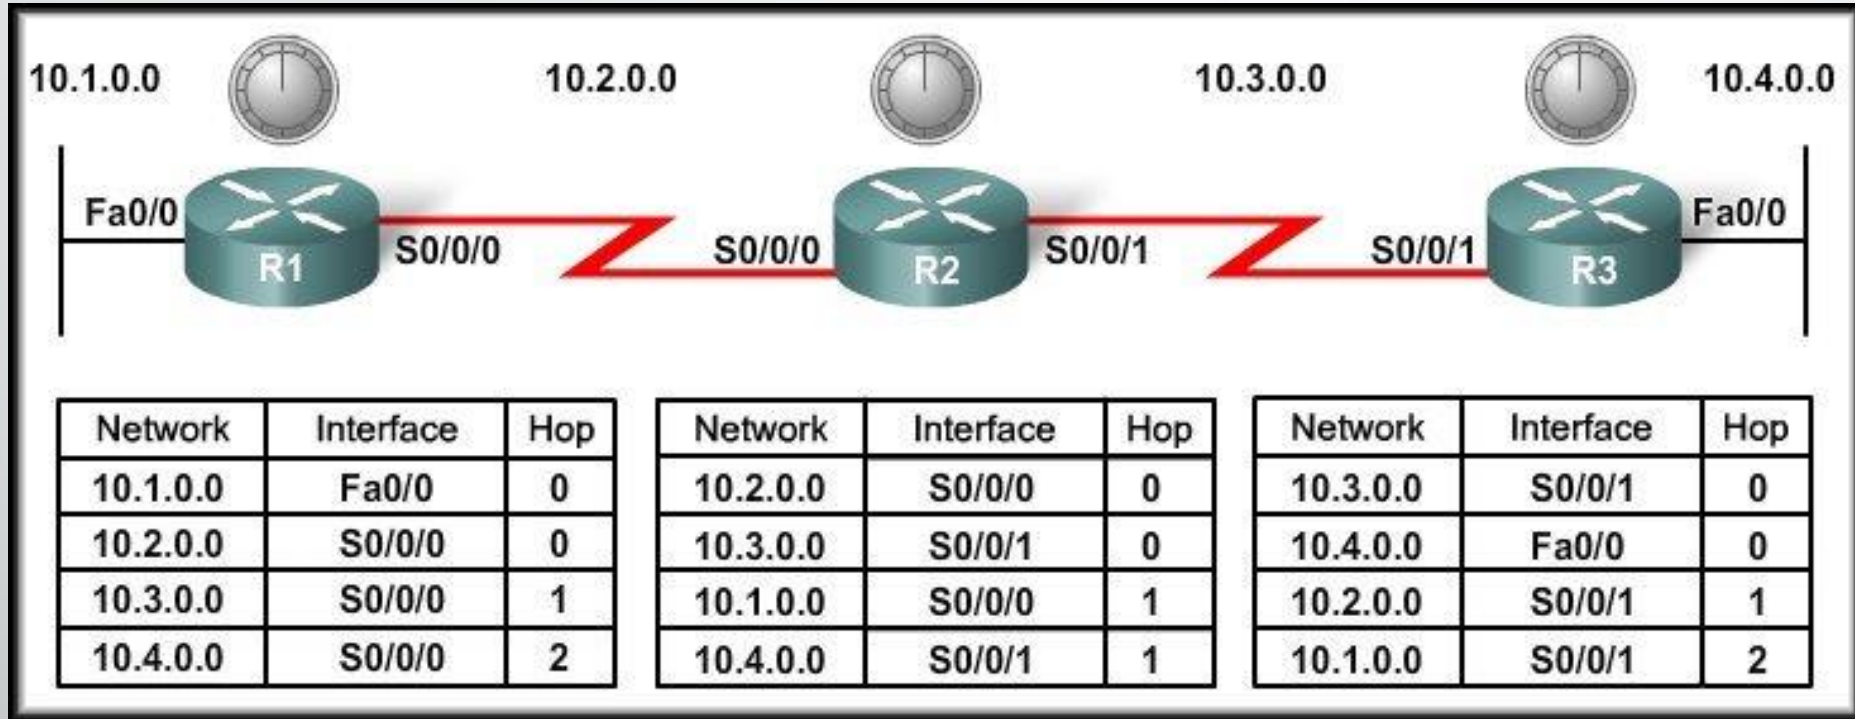 10.1.0.0 10.2.0.0 10.3.0.0 10.4.0.0
Fa0/0 Fa0/0
S0/0/0 S0/0/0 S0/0/1 S0/0/1
R1 R2 R3
Network Interface Hop
10.1.0.0 Fa0/0 0
10.2.0.0 S0/0/0 0
10.3.0.0 S0/0/0 1
10.4.0.0 S0/0/0 2
Network Interface Hop
10.2.0.0 S0/0/0 0
10.3.0.0 S0/0/1 0
10.1.0.0 S0/0/0 1
10.4.0.0 S0/0/1 1
Network Interface Hop
10.3.0.0 S0/0/1 0
10.4.0.0 Fa0/0 0
10.2.0.0 S0/0/1 1
10.1.0.0 S0/0/1 2